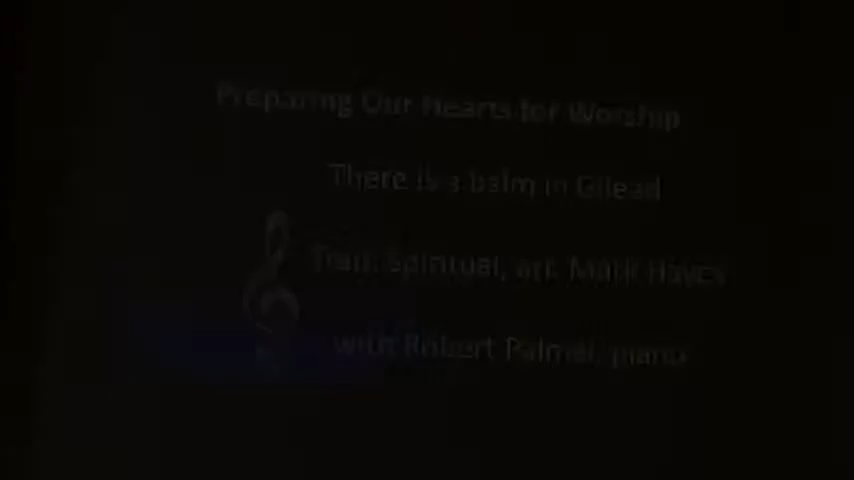 Preparing Our Hearts for Worship
There is a balm in Gilead
Trad. Spiritual, arr. Mark Hayes
with Robert Palmer, piano